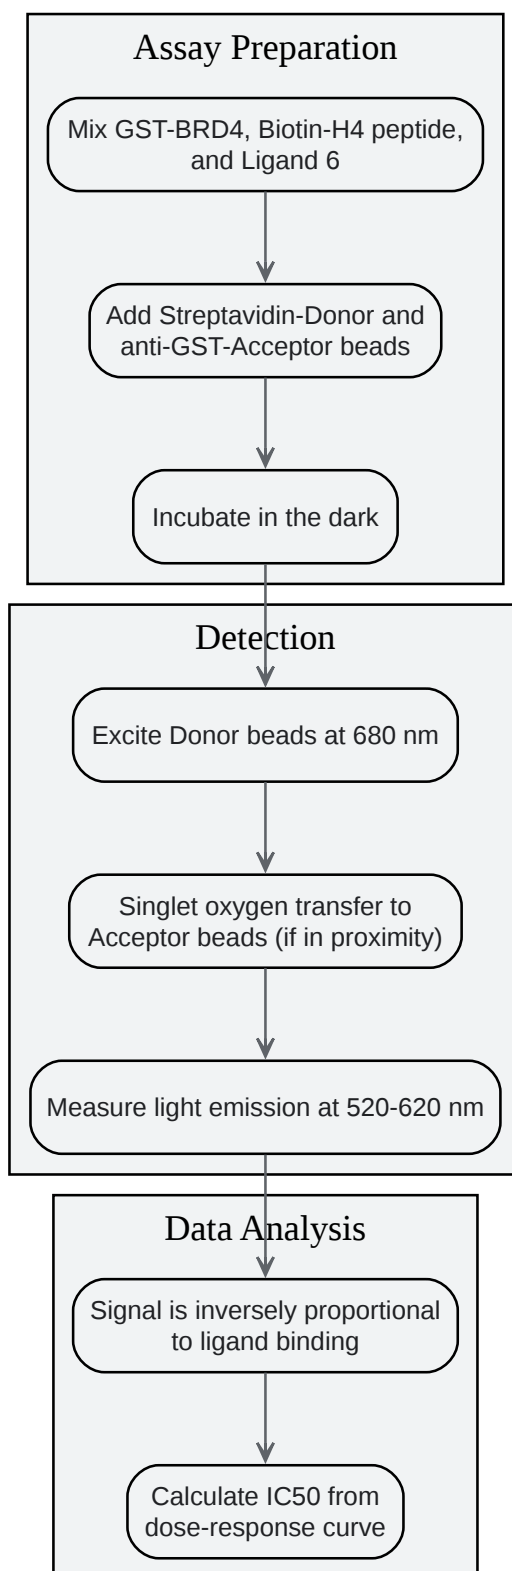 Assay Preparation
Mix GST-BRD4, Biotin-H4 peptide,
and Ligand 6
Add Streptavidin-Donor and
anti-GST-Acceptor beads
Incubate in the dark
Detection
Excite Donor beads at 680 nm
Singlet oxygen transfer to
Acceptor beads (if in proximity)
Measure light emission at 520-620 nm
Data Analysis
Signal is inversely proportional
to ligand binding
Calculate IC50 from
dose-response curve